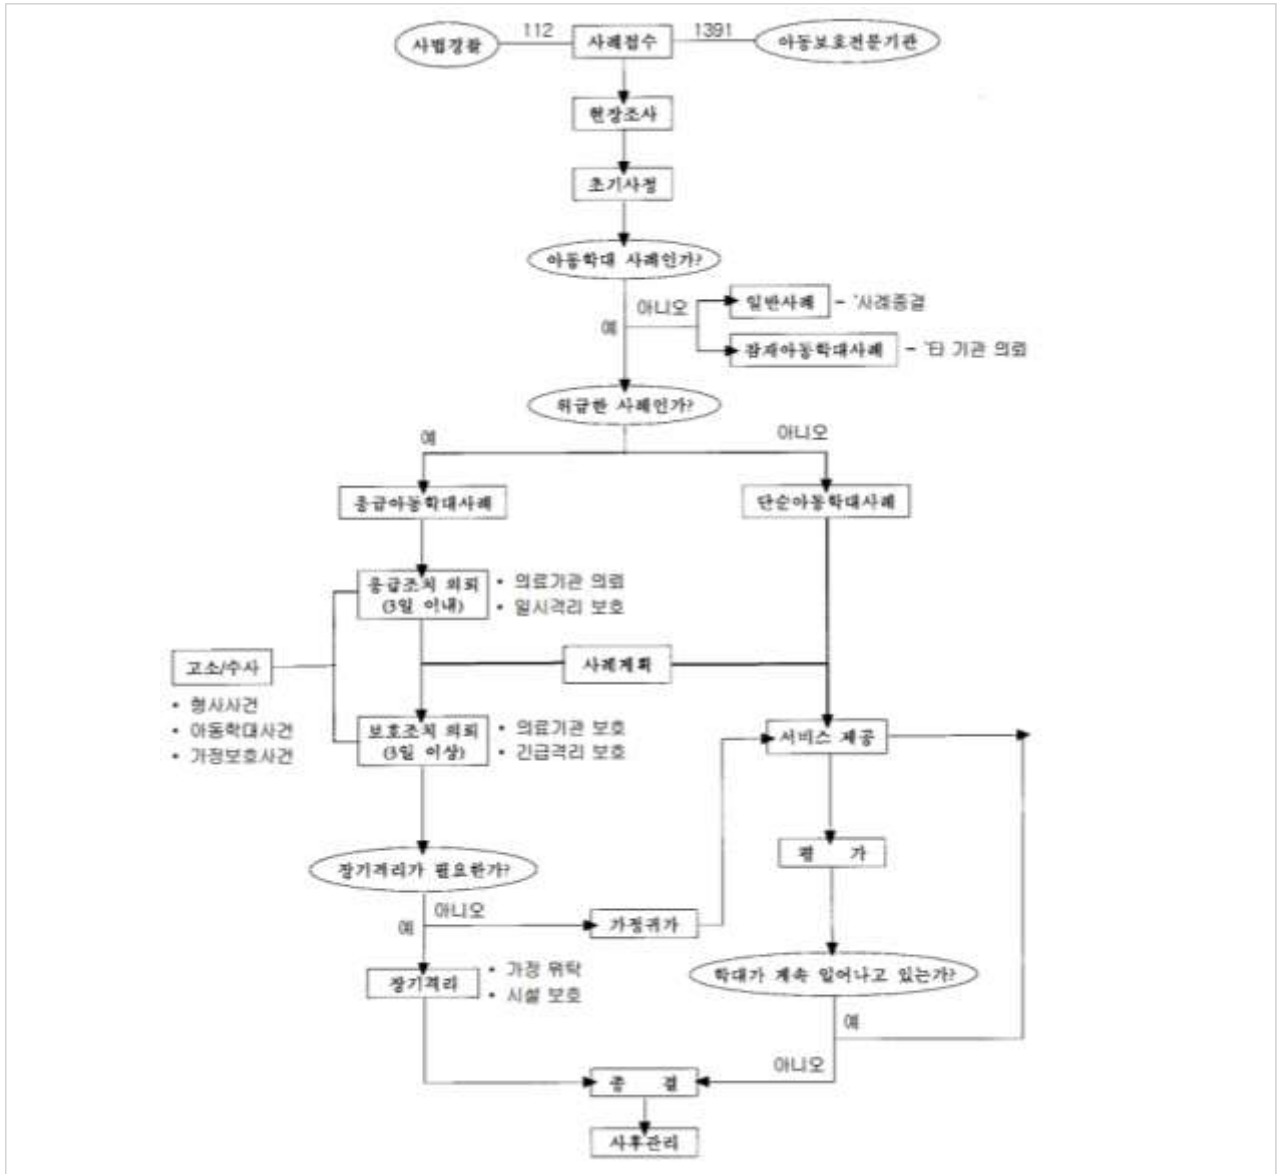 사법경찰 112 사례접수 1391 아동보호전문기관
현장조사
초기사정
아동학대 사례인가?
아니오 일반사례 - '사례종결
예
잠재아동학대사례 - '타 기관 의뢰
위급한 사례인가?
예 아니오
응급아동학대사례 단순아동학대사례
응급조치 의뢰
(3일 이내)
• 의료기관 의뢰
• 일시격리 보호
고소/수사 사례계획
• 형사사건
• 아동학대사건
• 가정보호사건
보호조치 의뢰
(3일 이상)
• 의료기관 보호
• 긴급격리 보호
서비스 제공
평 가
장기격리가 필요한가?
아니오 가정귀가
예
학대가 계속 일어나고 있는가?
장기격리
• 가정 위탁
• 시설 보호
예
아니오
종 결
사후관리